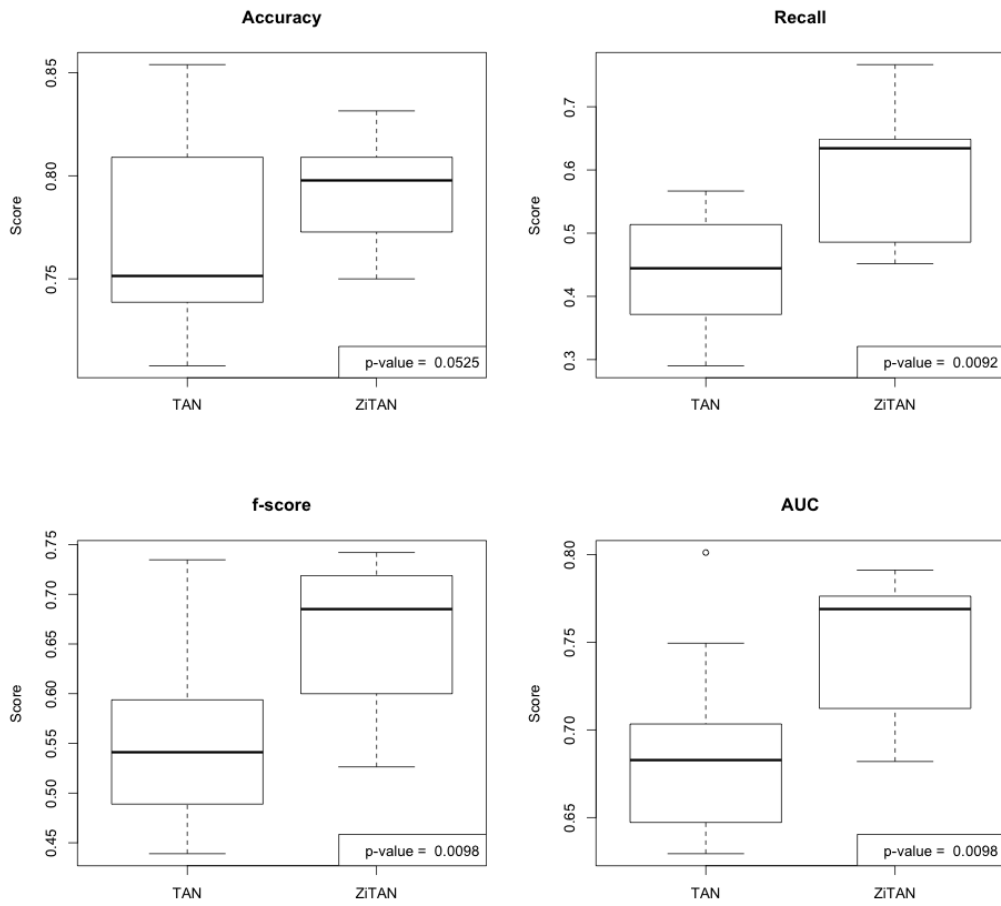 Accuracy
Score
0.85
0.80
0.75
p-value = 0.0525
TAN
ZiTAN
Recall
Score
0.7
0.6
0.5
0.4
0.3
p-value = 0.0092
TAN
ZiTAN
f-score
Score
0.75
0.70
0.65
0.60
0.55
0.50
0.45
p-value = 0.0098
TAN
ZiTAN
AUC
Score
0.80
0.75
0.70
0.65
p-value = 0.0098
TAN
ZiTAN